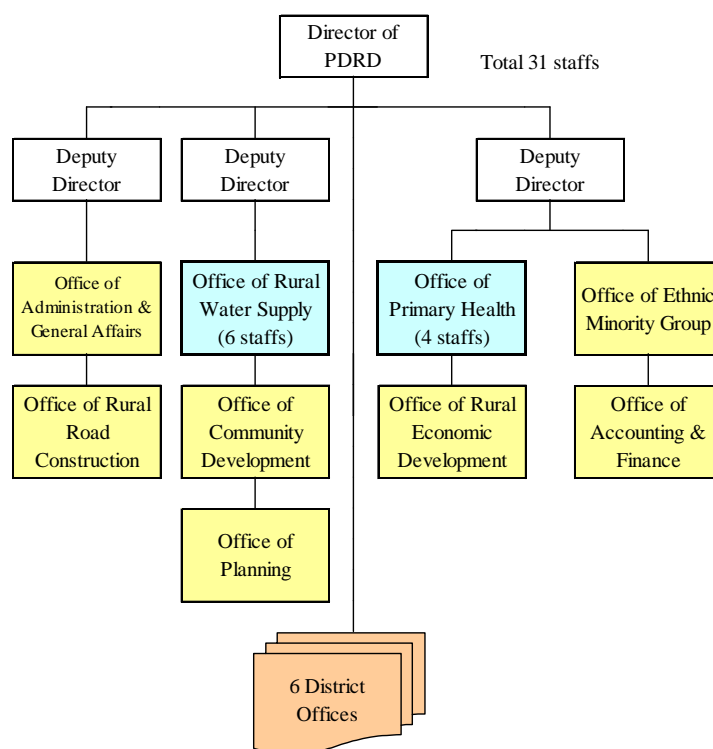 Director of
PDRD
Total 31 staffs
Deputy
Director
Deputy
Director
Deputy
Director
Office of
Administration &
General Affairs
Office of Rural
Water Supply
(6 staffs)
Office of
Primary Health
(4 staffs)
Office of Ethnic
Minority Group
Office of Rural
Road
Construction
Office of
Community
Development
Office of Rural
Economic
Development
Office of
Accounting &
Finance
Office of
Planning
6 District
Offices